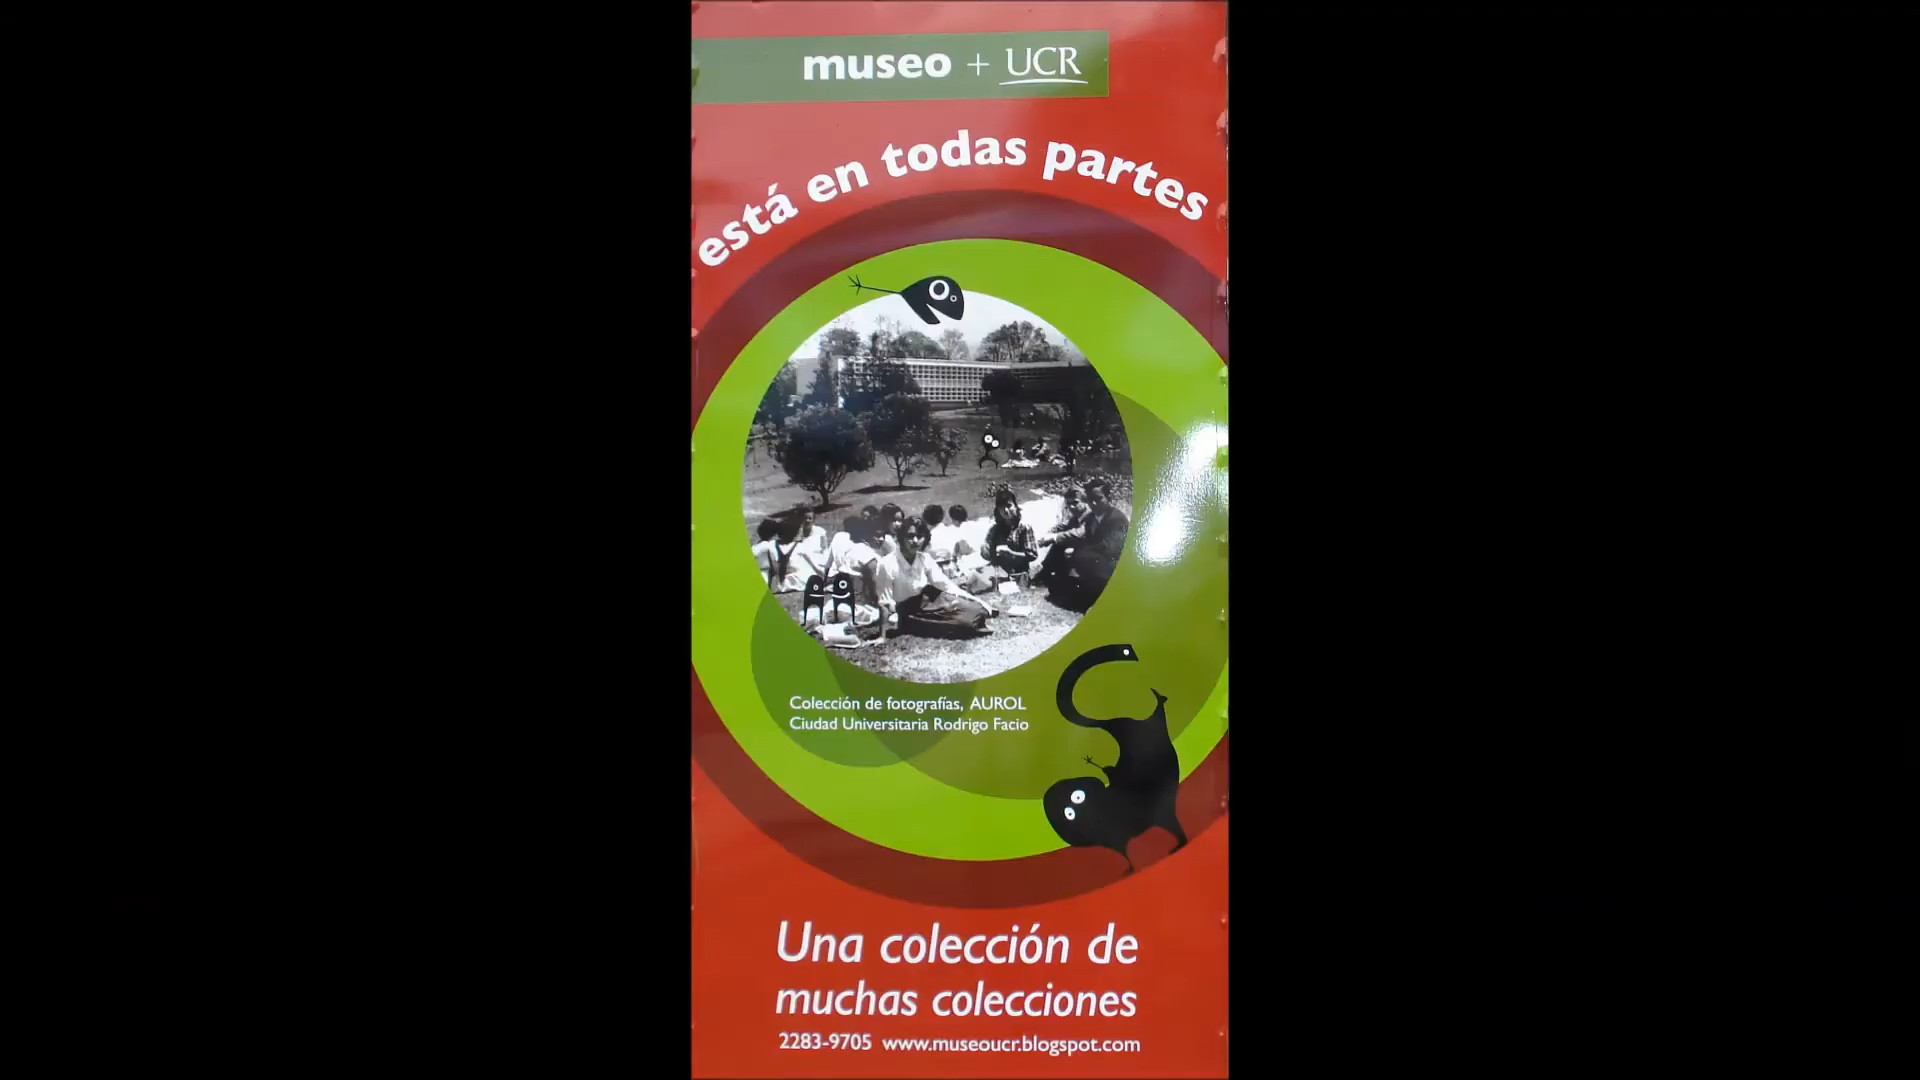 museo + UCR
está en todas partes
Colección de fotografías, AUROL
Ciudad Universitaria Rodrigo Facio
Una colección de
muchas colecciones
2283-9705 www.museoucr.blogspot.com